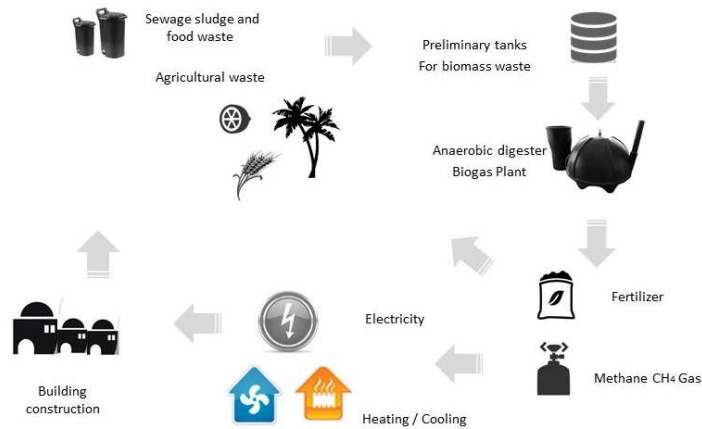 Sewage sludge and
food waste
Agricultural waste
Preliminary tanks
For biomass waste
Anaerobic digester
Biogas Plant
Fertilizer
Methane CH4 Gas
Electricity
Heating / Cooling
Building
construction